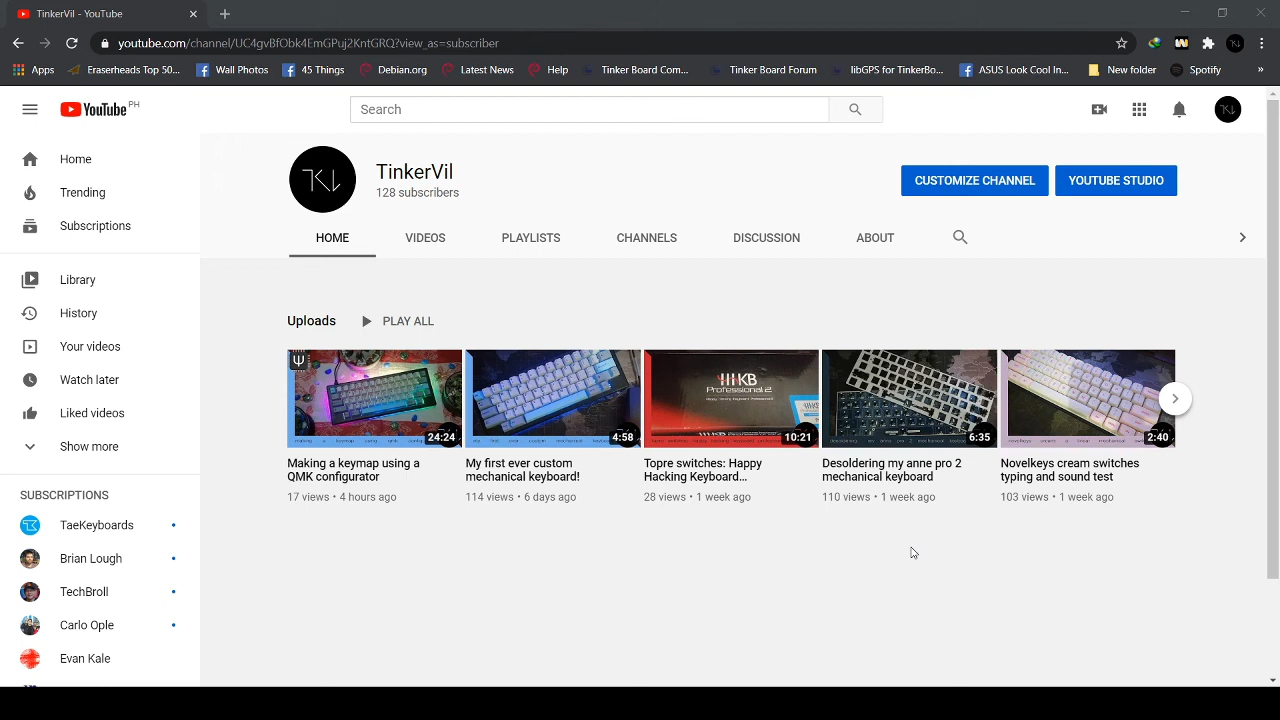 TinkerVil - YouTube
youtube.com/channel/UC4gvBfObk4EmGPuj2KntGRQ?view_as=subscriber
Apps Eraserheads Top 50... Wall Photos 45 Things Debian.org Latest News Help Tinker Board Com... Tinker Board Forum libGPS for TinkerBo... ASUS Look Cool In... New folder Spotify »
YouTube PH
Search
Home
Trending
Subscriptions
Library
History
Your videos
Watch later
Liked videos
Show more
SUBSCRIPTIONS
TaeKeyboards
Brian Lough
TechBroll
Carlo Ople
Evan Kale
TinkerVil
128 subscribers
CUSTOMIZE CHANNEL YOUTUBE STUDIO
HOME VIDEOS PLAYLISTS CHANNELS DISCUSSION ABOUT
Uploads PLAY ALL
HHKB
Professional 2
24:24 4:58 10:21 6:35 2:40
Making a keymap using a
QMK configurator
17 views • 4 hours ago
My first ever custom
mechanical keyboard!
114 views • 6 days ago
Topre switches: Happy
Hacking Keyboard...
28 views • 1 week ago
Desoldering my anne pro 2
mechanical keyboard
110 views • 1 week ago
Novelkeys cream switches
typing and sound test
103 views • 1 week ago